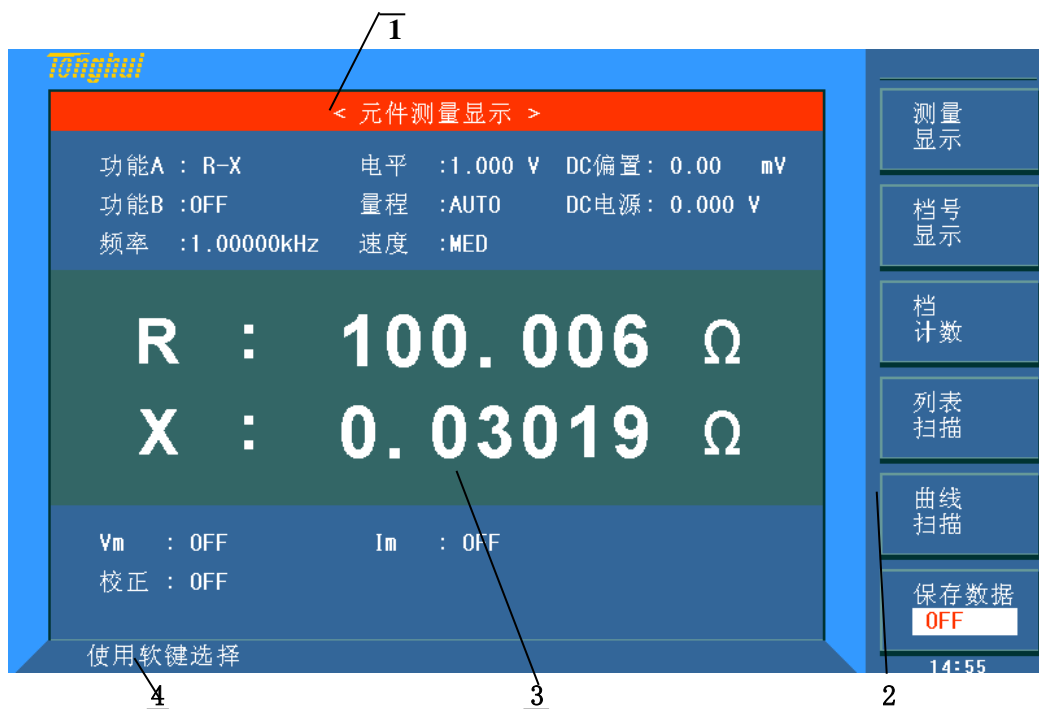 1
Tonghui
< 元件测量显示 >
功能A : R-X 电平 :1.000 V DC偏置: 0.00 mV
功能B :OFF 量程 :AUTO DC电源: 0.000 V
频率 :1.00000kHz 速度 :MED
R : 100.006 Ω
X : 0.03019 Ω
Vm : OFF Im : OFF
校正 : OFF
使用软键选择
测量
显示
档号
显示
档
计数
列表
扫描
曲线
扫描
保存数据
OFF
14:55
4
3
2